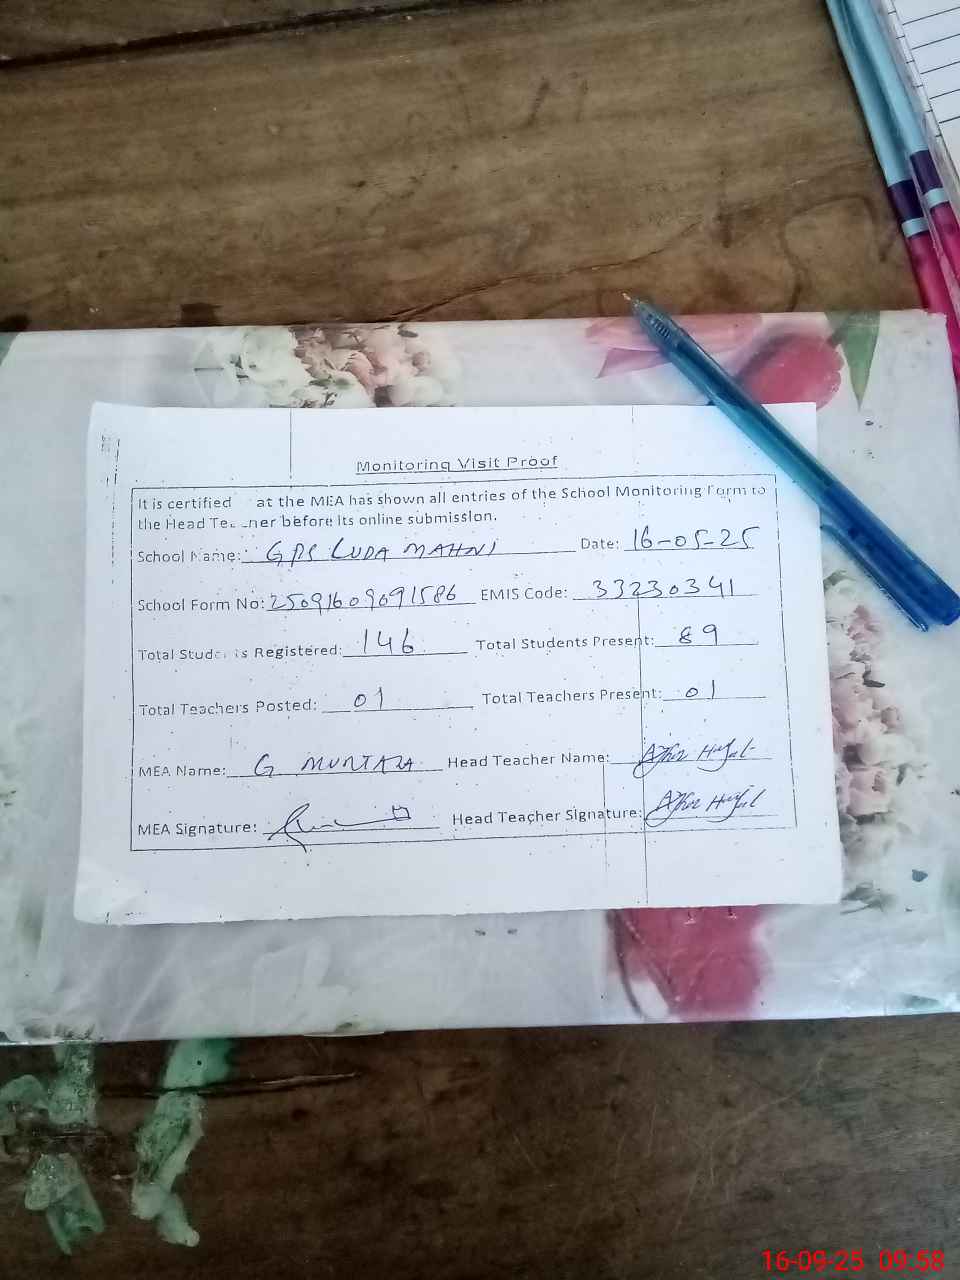 Monitoring Visit Proof
It is certified at the MEA has shown all entries of the School Monitoring Form to
the Head Teacher before its online submission.
School Name: GPS LUDA MAHNI Date: 16-05-25
School Form No: 25091609091586 EMIS Code: 33230341
Total Students Registered: 146 Total Students Present: 89
Total Teachers Posted: 01 Total Teachers Present: 01
MEA Name: G MURTAZA Head Teacher Name:
MEA Signature: Head Teacher Signature:
16-09-25 09:58